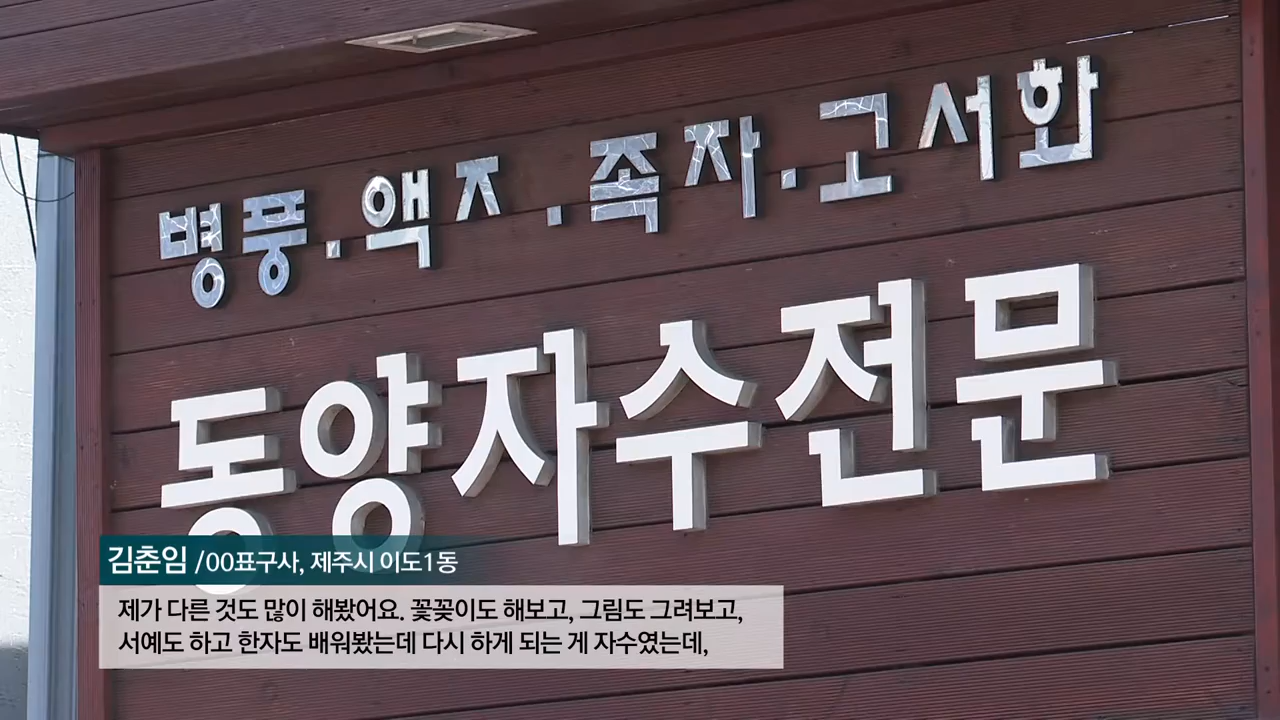 병풍.액ㅈ.족자.고서화
동양자수전문
김춘임 /00표구사, 제주시 이도1동
제가 다른 것도 많이 해봤어요. 꽃꽂이도 해보고, 그림도 그려보고,
서예도 하고 한자도 배워봤는데 다시 하게 되는 게 자수였는데,